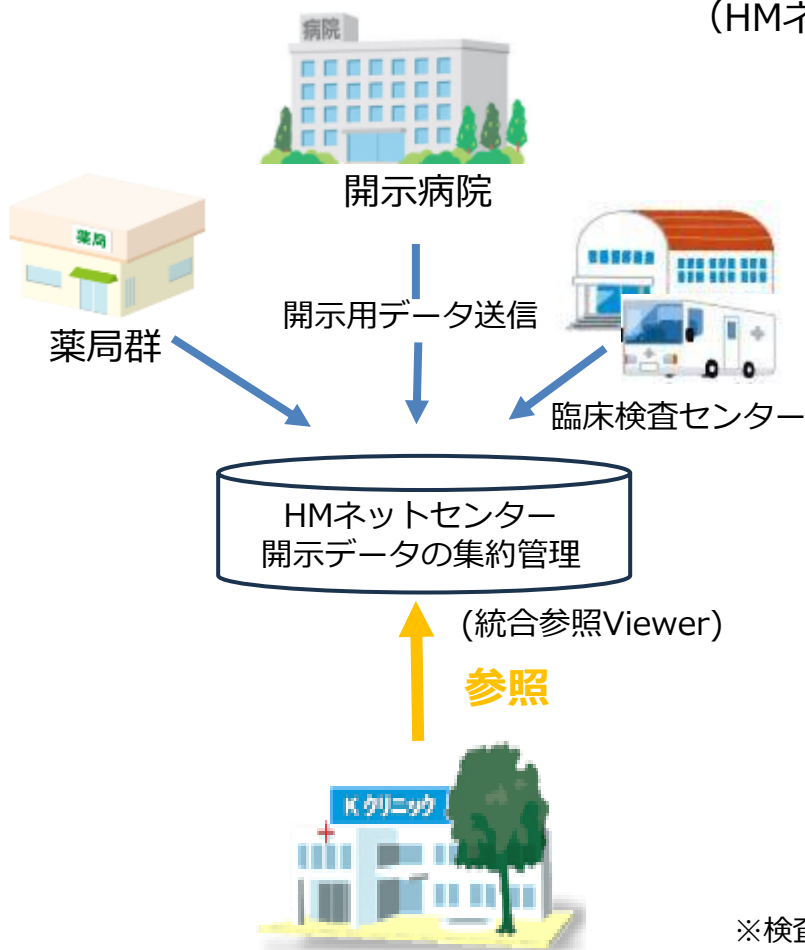 （HMネ
病院
開示病院
薬局
薬局群
開示用データ送信
臨床検査センター
HMネットセンター
開示データの集約管理
(統合参照Viewer)
参照
K クリニック
※検査